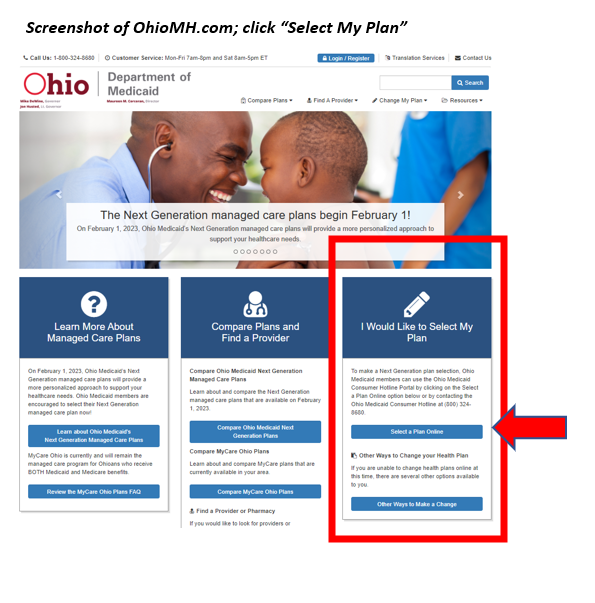 Screenshot of OhioMH.com; click “Select My Plan”
Call Us: 1-800-324-8680 | Customer Service: Mon-Fri 7am-8pm and Sat 8am-5pm ET
Login / Register
Translation Services
Contact Us
Ohio
Department of
Medicaid
Mike DeWine, Governor
Jon Husted, Lt. Governor
Maureen M. Corcoran, Director
Search
Compare Plans
Find A Provider
Change My Plan
Resources
The Next Generation managed care plans begin February 1!
On February 1, 2023, Ohio Medicaid's Next Generation managed care plans will provide a more personalized approach to
support your healthcare needs.
Learn More About
Managed Care Plans
On February 1, 2023, Ohio Medicaid's Next
Generation managed care plans will provide a
more personalized approach to support your
healthcare needs. Ohio Medicaid members are
encouraged to select their Next Generation
managed care plan now!
Learn about Ohio Medicaid's
Next Generation Managed Care Plans
MyCare Ohio is currently and will remain the
managed care program for Ohioans who receive
BOTH Medicaid and Medicare benefits.
Review the MyCare Ohio Plans FAQ
Compare Plans and
Find a Provider
Compare Ohio Medicaid Next Generation
Managed Care Plans
Learn about and compare the Next Generation
managed care plans that are available on February
1, 2023.
Compare Ohio Medicaid Next
Generation Plans
Compare MyCare Ohio Plans
Learn about and compare MyCare plans that are
currently available in your area.
Compare MyCare Ohio Plans
Find a Provider or Pharmacy
If you would like to look for providers or
I Would Like to Select My
Plan
To make a Next Generation plan selection, Ohio
Medicaid members can use the Ohio Medicaid
Consumer Hotline Portal by clicking on the Select
a Plan Online option below or by contacting the
Ohio Medicaid Consumer Hotline at (800) 324-
8680.
Select a Plan Online
Other Ways to Change your Health Plan
If you are unable to change health plans online at
this time, there are several other options available
to you.
Other Ways to Make a Change